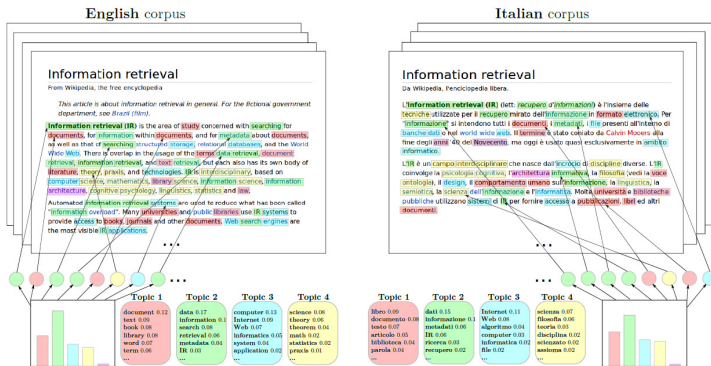 English corpus
Information retrieval
From Wikipedia, the free encyclopedia
This article is about information retrieval in general. For the fictional government
department, see Brazil (film).
Information retrieval (IR) is the area of study concerned with searching for
documents, for information within documents, and for metadata about documents,
as well as that of searching structured storage, relational databases, and the World
Wide Web. There is overlap in the usage of the terms data retrieval, document
retrieval, information retrieval, and text retrieval, but each also has its own body of
literature, theory, praxis, and technologies. IR is interdisciplinary, based on
computer science, mathematics, library science, information science, information
architecture, cognitive psychology, linguistics, statistics and law.
Automated information retrieval systems are used to reduce what has been called
"information overload". Many universities and public libraries use IR systems to
provide access to books, journals and other documents. Web search engines are
the most visible IR applications.
...
...
Topic 1
document 0.12
text 0.09
book 0.08
library 0.08
word 0.07
term 0.06
...
Topic 2
data 0.17
information 0.1
search 0.08
retrieval 0.06
metadata 0.04
IR 0.03
...
Topic 3
computer 0.13
Internet 0.09
Web 0.07
informatics 0.05
system 0.04
application 0.02
...
Topic 4
science 0.08
theory 0.06
theorem 0.04
math 0.02
statistics 0.02
praxis 0.01
...
Italian corpus
Information retrieval
Da Wikipedia, l'enciclopedia libera.
L'Information retrieval (IR) (lett: recupero d'informazioni) è l'insieme delle
tecniche utilizzate per il recupero mirato dell'informazione in formato elettronico. Per
"informazione" si intendono tutti i documenti, i metadati, i file presenti all'interno di
banche dati o nel world wide web. Il termine è stato coniato da Calvin Mooers alla
fine degli anni '40 del Novecento, ma oggi è usato quasi esclusivamente in ambito
informatico.
L'IR è un campo interdisciplinare che nasce dall'incrocio di discipline diverse. L'IR
coinvolge la psicologia cognitiva, l'architettura informativa, la filosofia (vedi la voce
ontologia), il design, il comportamento umano sull'informazione, la linguistica, la
semiotica, la scienza dell'informazione e l'informatica. Molte università e biblioteche
pubbliche utilizzano sistemi di IR per fornire accesso a pubblicazioni, libri ed altri
documenti.
...
...
Topic 1
libro 0.09
documento 0.08
testo 0.07
articolo 0.05
biblioteca 0.04
parola 0.04
...
Topic 2
dati 0.15
informazione 0.1
metadati 0.06
IR 0.06
ricerca 0.03
recupero 0.02
...
Topic 3
Internet 0.11
Web 0.08
algoritmo 0.04
computer 0.03
informatica 0.02
file 0.02
...
Topic 4
scienza 0.07
filosofia 0.06
teoria 0.03
disciplina 0.02
scienzato 0.02
assioma 0.02
...